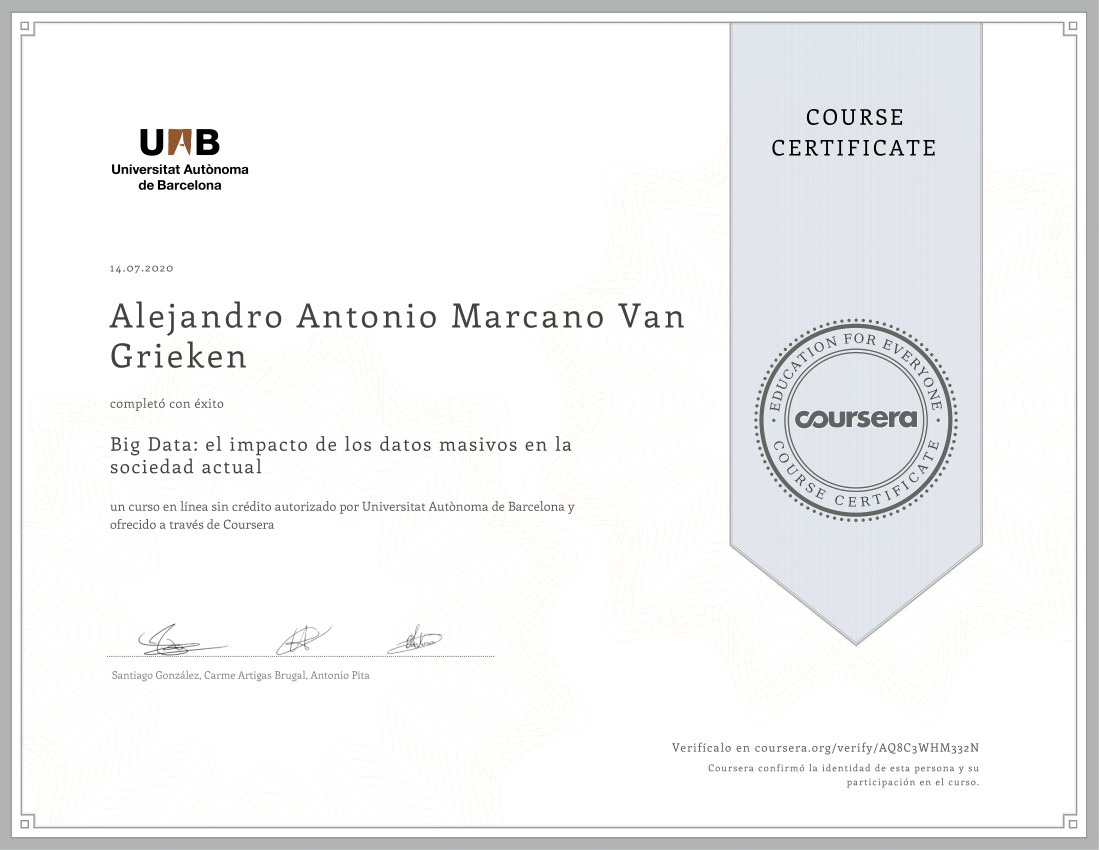 COURSE
CERTIFICATE
UAB
Universitat Autònoma
de Barcelona
14.07.2020
Alejandro Antonio Marcano Van
Grieken
completó con éxito
Big Data: el impacto de los datos masivos en la
sociedad actual
un curso en línea sin crédito autorizado por Universitat Autònoma de Barcelona y
ofrecido a través de Coursera
EDUCATION FOR EVERYONE
coursera
COURSE CERTIFICATE
Santiago González, Carme Artigas Brugal, Antonio Pita
Verifícalo en coursera.org/verify/AQ8C3WHM332N
Coursera confirmó la identidad de esta persona y su
participación en el curso.